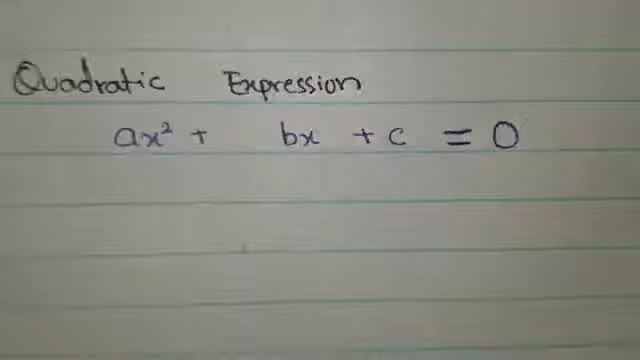 Quadratic Expression
ax² + bx + c = 0